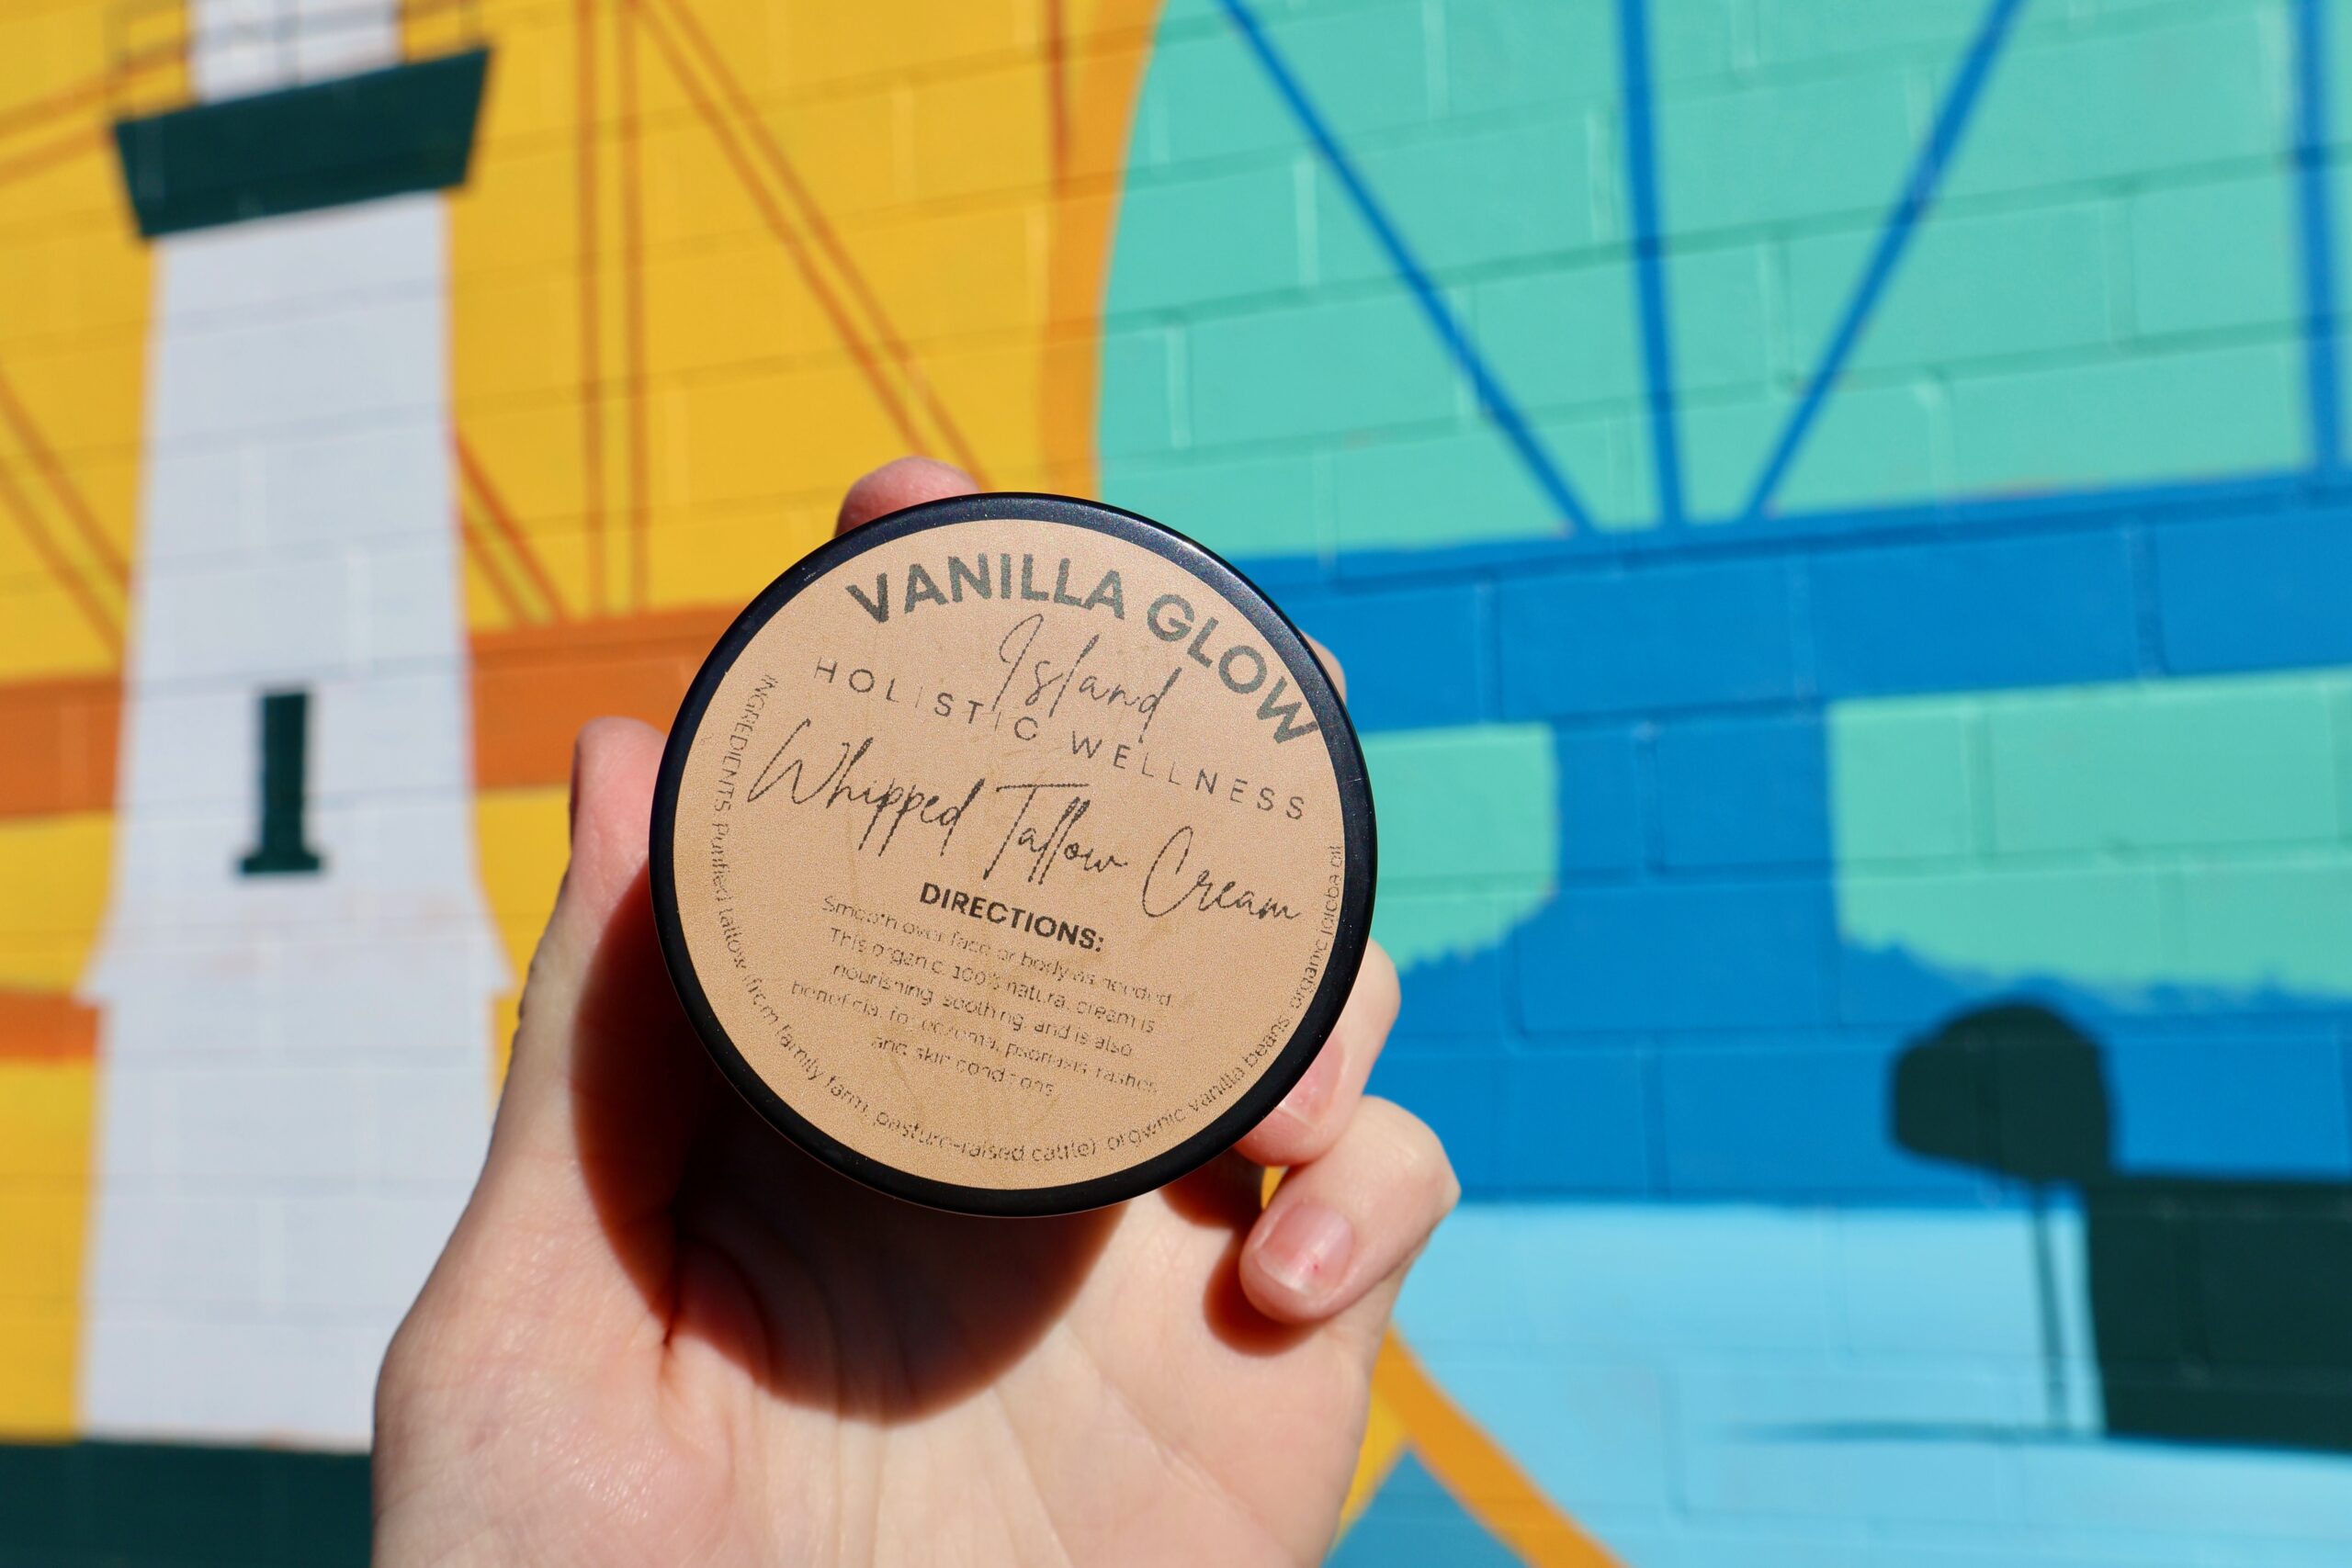 VANILLA GLOW
Island
HOLISTIC WELLNESS
Whipped Tallow Cream
DIRECTIONS:
Smooth over face or body as needed.
This organic, 100% natural cream is
nourishing, soothing, and is also
beneficial for eczema, psoriasis, rashes,
and skin conditions.
INGREDIENTS: Purified tallow (from family farm, pasture-raised cattle), orgwnic vanilla beans, organic jojoba oil